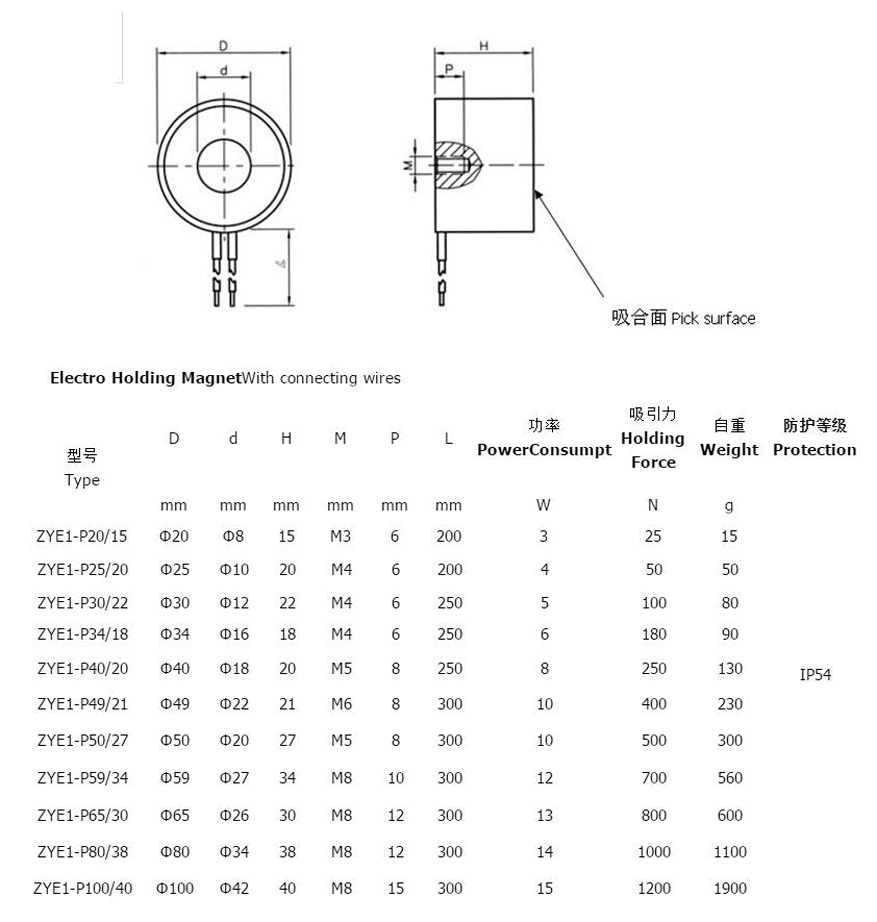 D
d
H
P
M
吸合面 Pick surface
Electro Holding MagnetWith connecting wires
型号
Type
D d H M P L 功率 PowerConsumpt 吸引力 Holding Force 自重 Weight 防护等级 Protection
mm mm mm mm mm mm W N g
ZYE1-P20/15 Φ20 Φ8 15 M3 6 200 3 25 15
ZYE1-P25/20 Φ25 Φ10 20 M4 6 200 4 50 50
ZYE1-P30/22 Φ30 Φ12 22 M4 6 250 5 100 80
ZYE1-P34/18 Φ34 Φ16 18 M4 6 250 6 180 90
ZYE1-P40/20 Φ40 Φ18 20 M5 8 250 8 250 130
IP54
ZYE1-P49/21 Φ49 Φ22 21 M6 8 300 10 400 230
ZYE1-P50/27 Φ50 Φ20 27 M5 8 300 10 500 300
ZYE1-P59/34 Φ59 Φ27 34 M8 10 300 12 700 560
ZYE1-P65/30 Φ65 Φ26 30 M8 12 300 13 800 600
ZYE1-P80/38 Φ80 Φ34 38 M8 12 300 14 1000 1100
ZYE1-P100/40 Φ100 Φ42 40 M8 15 300 15 1200 1900